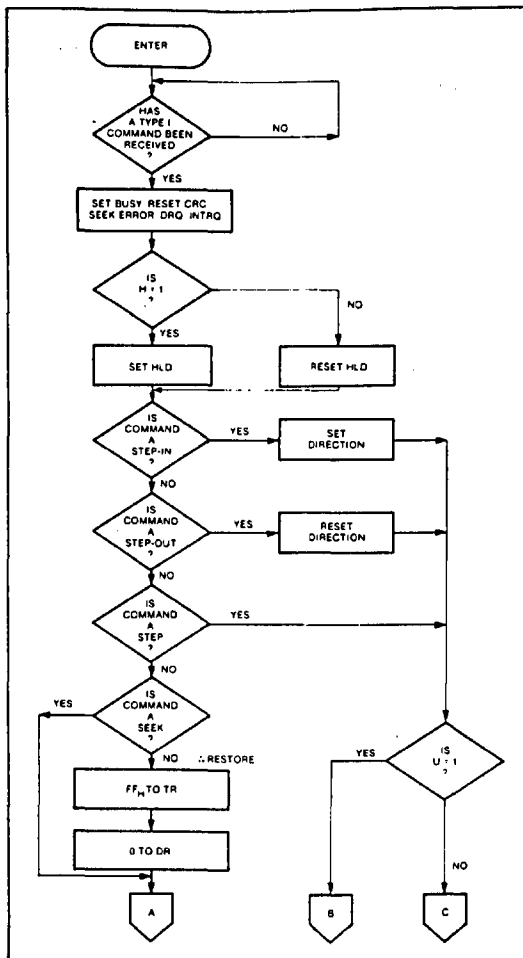 ENTER
HAS
A TYPE I
COMMAND BEEN
RECEIVED
?
NO
YES
SET BUSY RESET CRC
SEEK ERROR DRQ INTRQ
IS
H = 1
?
NO
YES
SET HLD
RESET HLD
IS
COMMAND
A
STEP-IN
?
YES
SET
DIRECTION
NO
IS
COMMAND
A
STEP-OUT
?
YES
RESET
DIRECTION
NO
IS
COMMAND
A
STEP
?
YES
NO
IS
COMMAND
A
SEEK
?
YES
NO ∴ RESTORE
IS
U = 1
?
YES
NO
FFH TO TR
0 TO DR
A
B
C